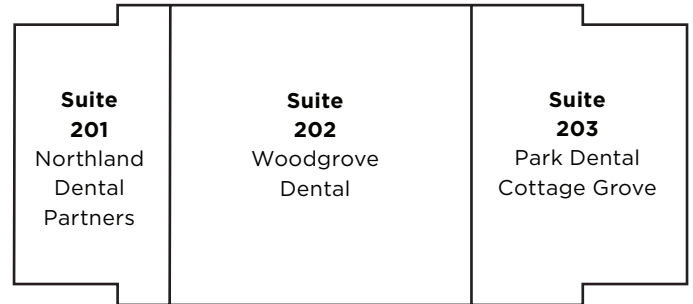 Suite
201
Northland
Dental
Partners
Suite
202
Woodgrove
Dental
Suite
203
Park Dental
Cottage Grove